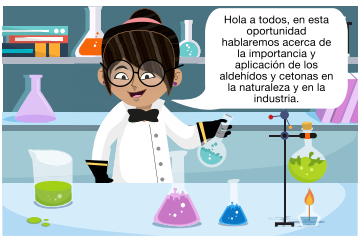 Hola a todos, en esta
oportunidad
hablaremos acerca de
la importancia y
aplicación de los
aldehídos y cetonas en
la naturaleza y en la
industria.